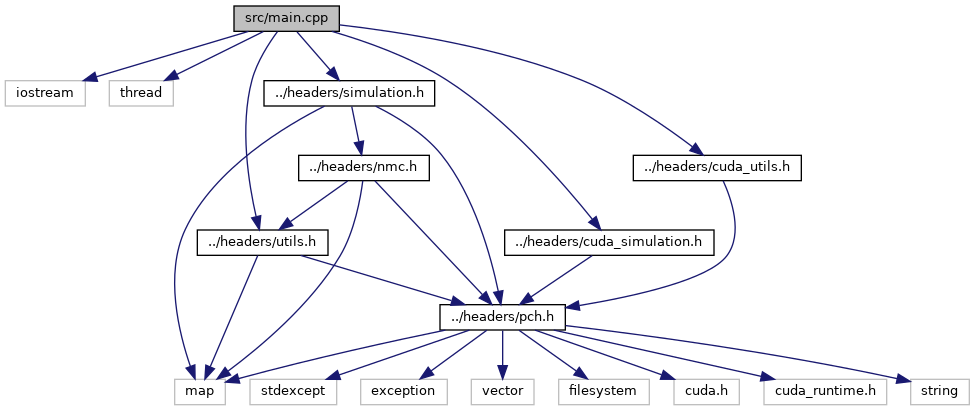 src/main.cpp
iostream
thread
../headers/simulation.h
../headers/nmc.h
../headers/cuda_utils.h
../headers/utils.h
../headers/cuda_simulation.h
../headers/pch.h
map
stdexcept
exception
vector
filesystem
cuda.h
cuda_runtime.h
string